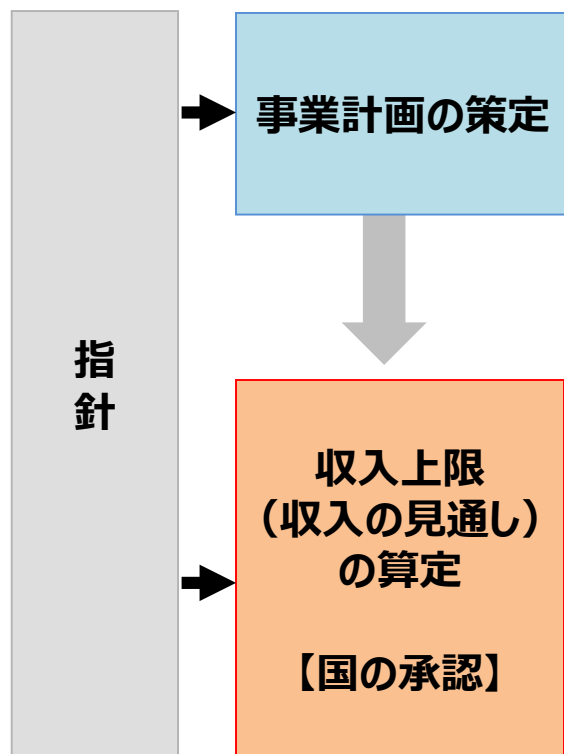 事業計画の策定
指
針
収入上限
（収入の見通し）
の算定
【国の承認】